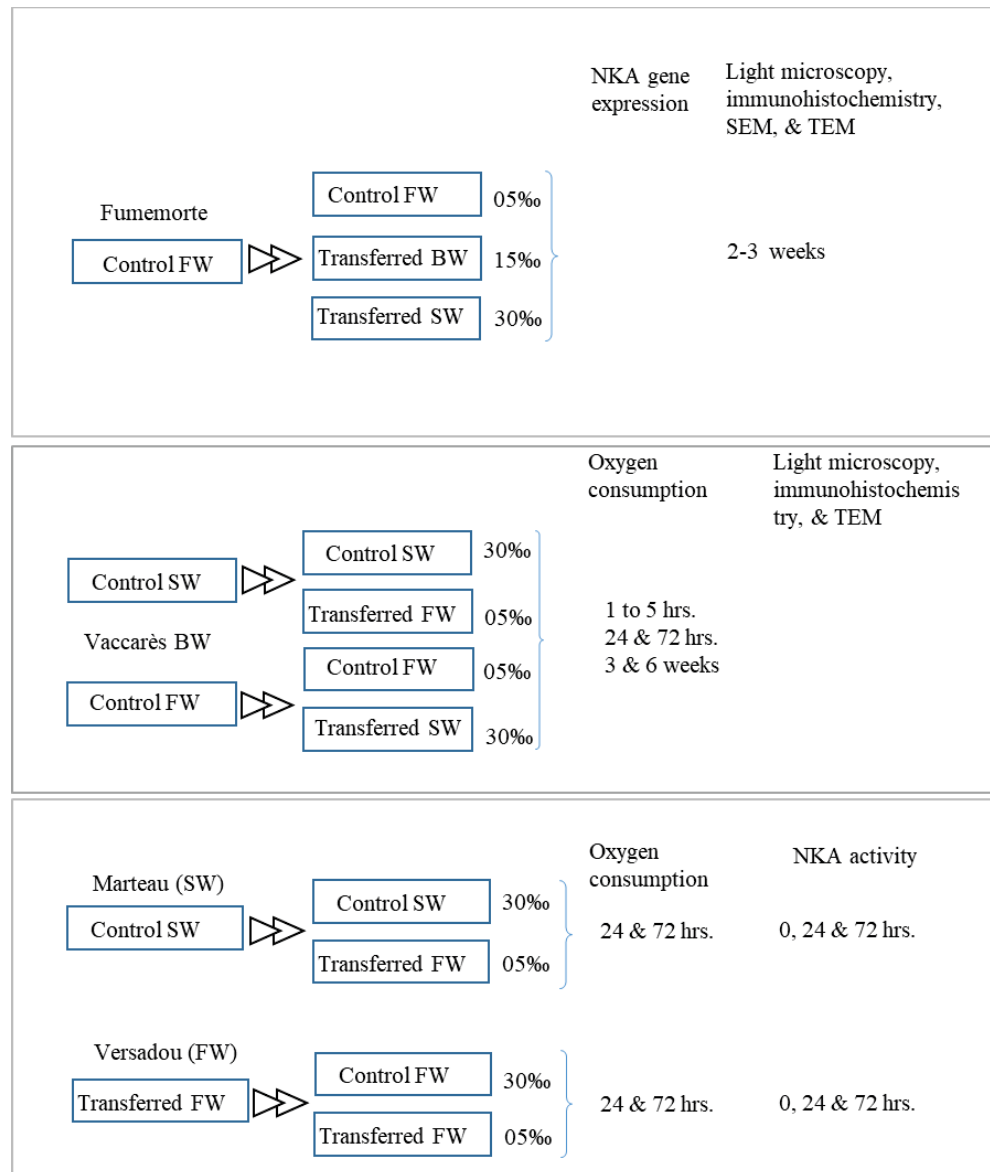 NKA gene
expression
Light microscopy,
immunohistochemistry,
SEM, & TEM
Fumemorte
Control FW
Control FW
05‰
Transferred BW
15‰
Transferred SW
30‰
2-3 weeks
Oxygen
consumption
Light microscopy,
immunohistochemis
try, & TEM
Control SW
Vaccarès BW
Control FW
Control SW
30‰
Transferred FW
05‰
Control FW
05‰
Transferred SW
30‰
1 to 5 hrs.
24 & 72 hrs.
3 & 6 weeks
Oxygen
consumption
NKA activity
Marteau (SW)
Control SW
Control SW
30‰
Transferred FW
05‰
24 & 72 hrs.
0, 24 & 72 hrs.
Versadou (FW)
Transferred FW
Control FW
30‰
Transferred FW
05‰
24 & 72 hrs.
0, 24 & 72 hrs.